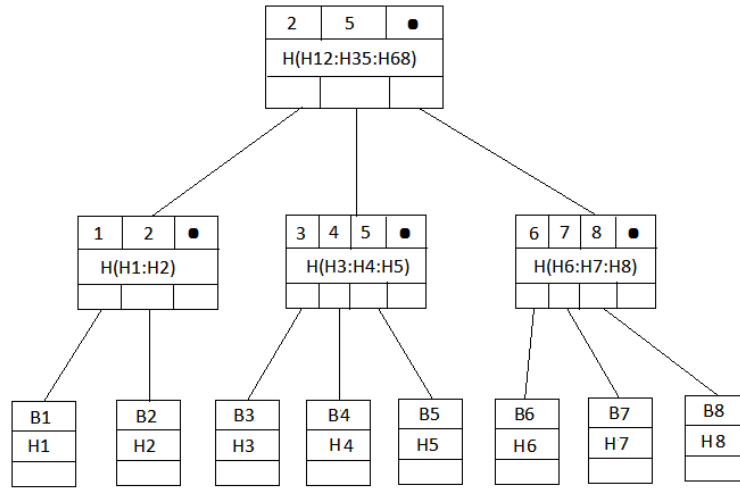 2 5 ●
H(H12:H35:H68)
1 2 ●
H(H1:H2)
3 4 5 ●
H(H3:H4:H5)
6 7 8 ●
H(H6:H7:H8)
B1
H1
B2
H2
B3
H3
B4
H4
B5
H5
B6
H6
B7
H7
B8
H8